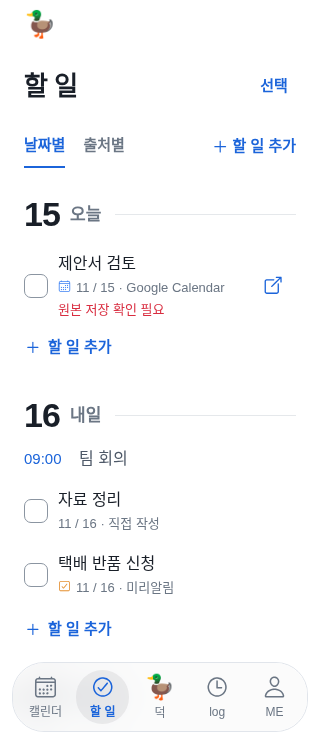 할 일
선택
날짜별 출처별 + 할 일 추가
15 오늘
제안서 검토
11 / 15 · Google Calendar
원본 저장 확인 필요
+ 할 일 추가
16 내일
09:00 팀 회의
자료 정리
11 / 16 · 직접 작성
택배 반품 신청
11 / 16 · 미리알림
+ 할 일 추가
캘린더 할 일 덕 log ME